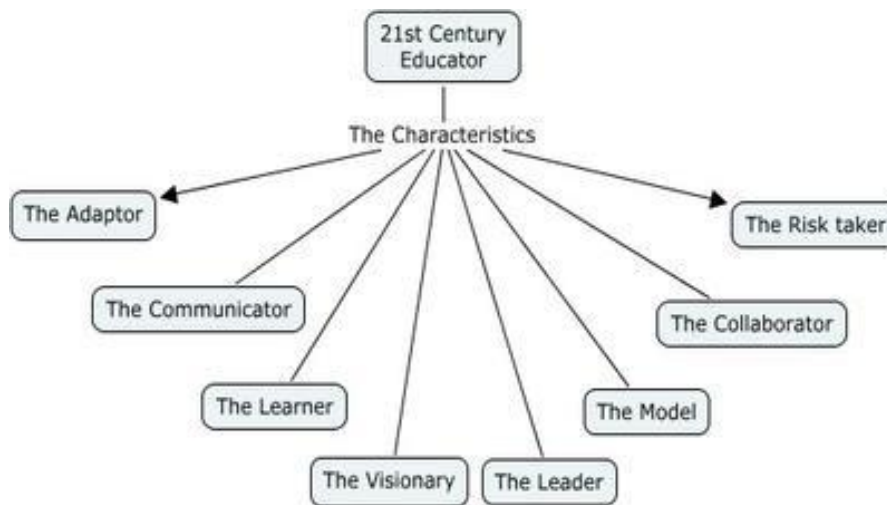 21st Century
Educator
The Characteristics
The Adaptor
The Risk taker
The Communicator
The Collaborator
The Learner
The Model
The Visionary
The Leader